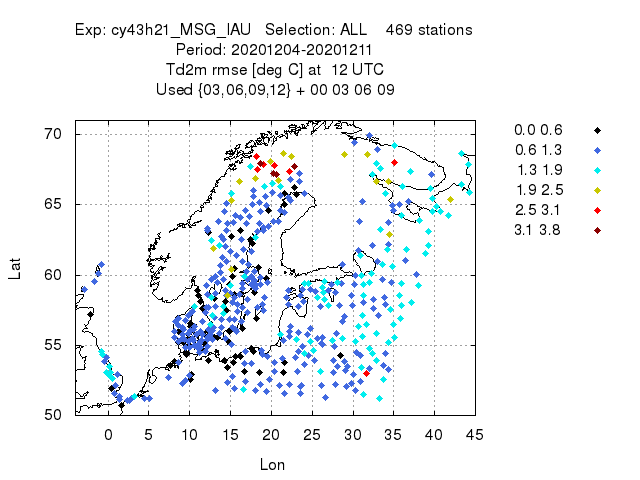 Exp: cy43h21_MSG_IAU Selection: ALL 469 stations
Period: 20201204-20201211
Td2m rmse [deg C] at 12 UTC
Used {03,06,09,12} + 00 03 06 09
0.0 0.6
0.6 1.3
1.3 1.9
1.9 2.5
2.5 3.1
3.1 3.8
70
65
60
55
50
Lat
0 5 10 15 20 25 30 35 40 45
Lon